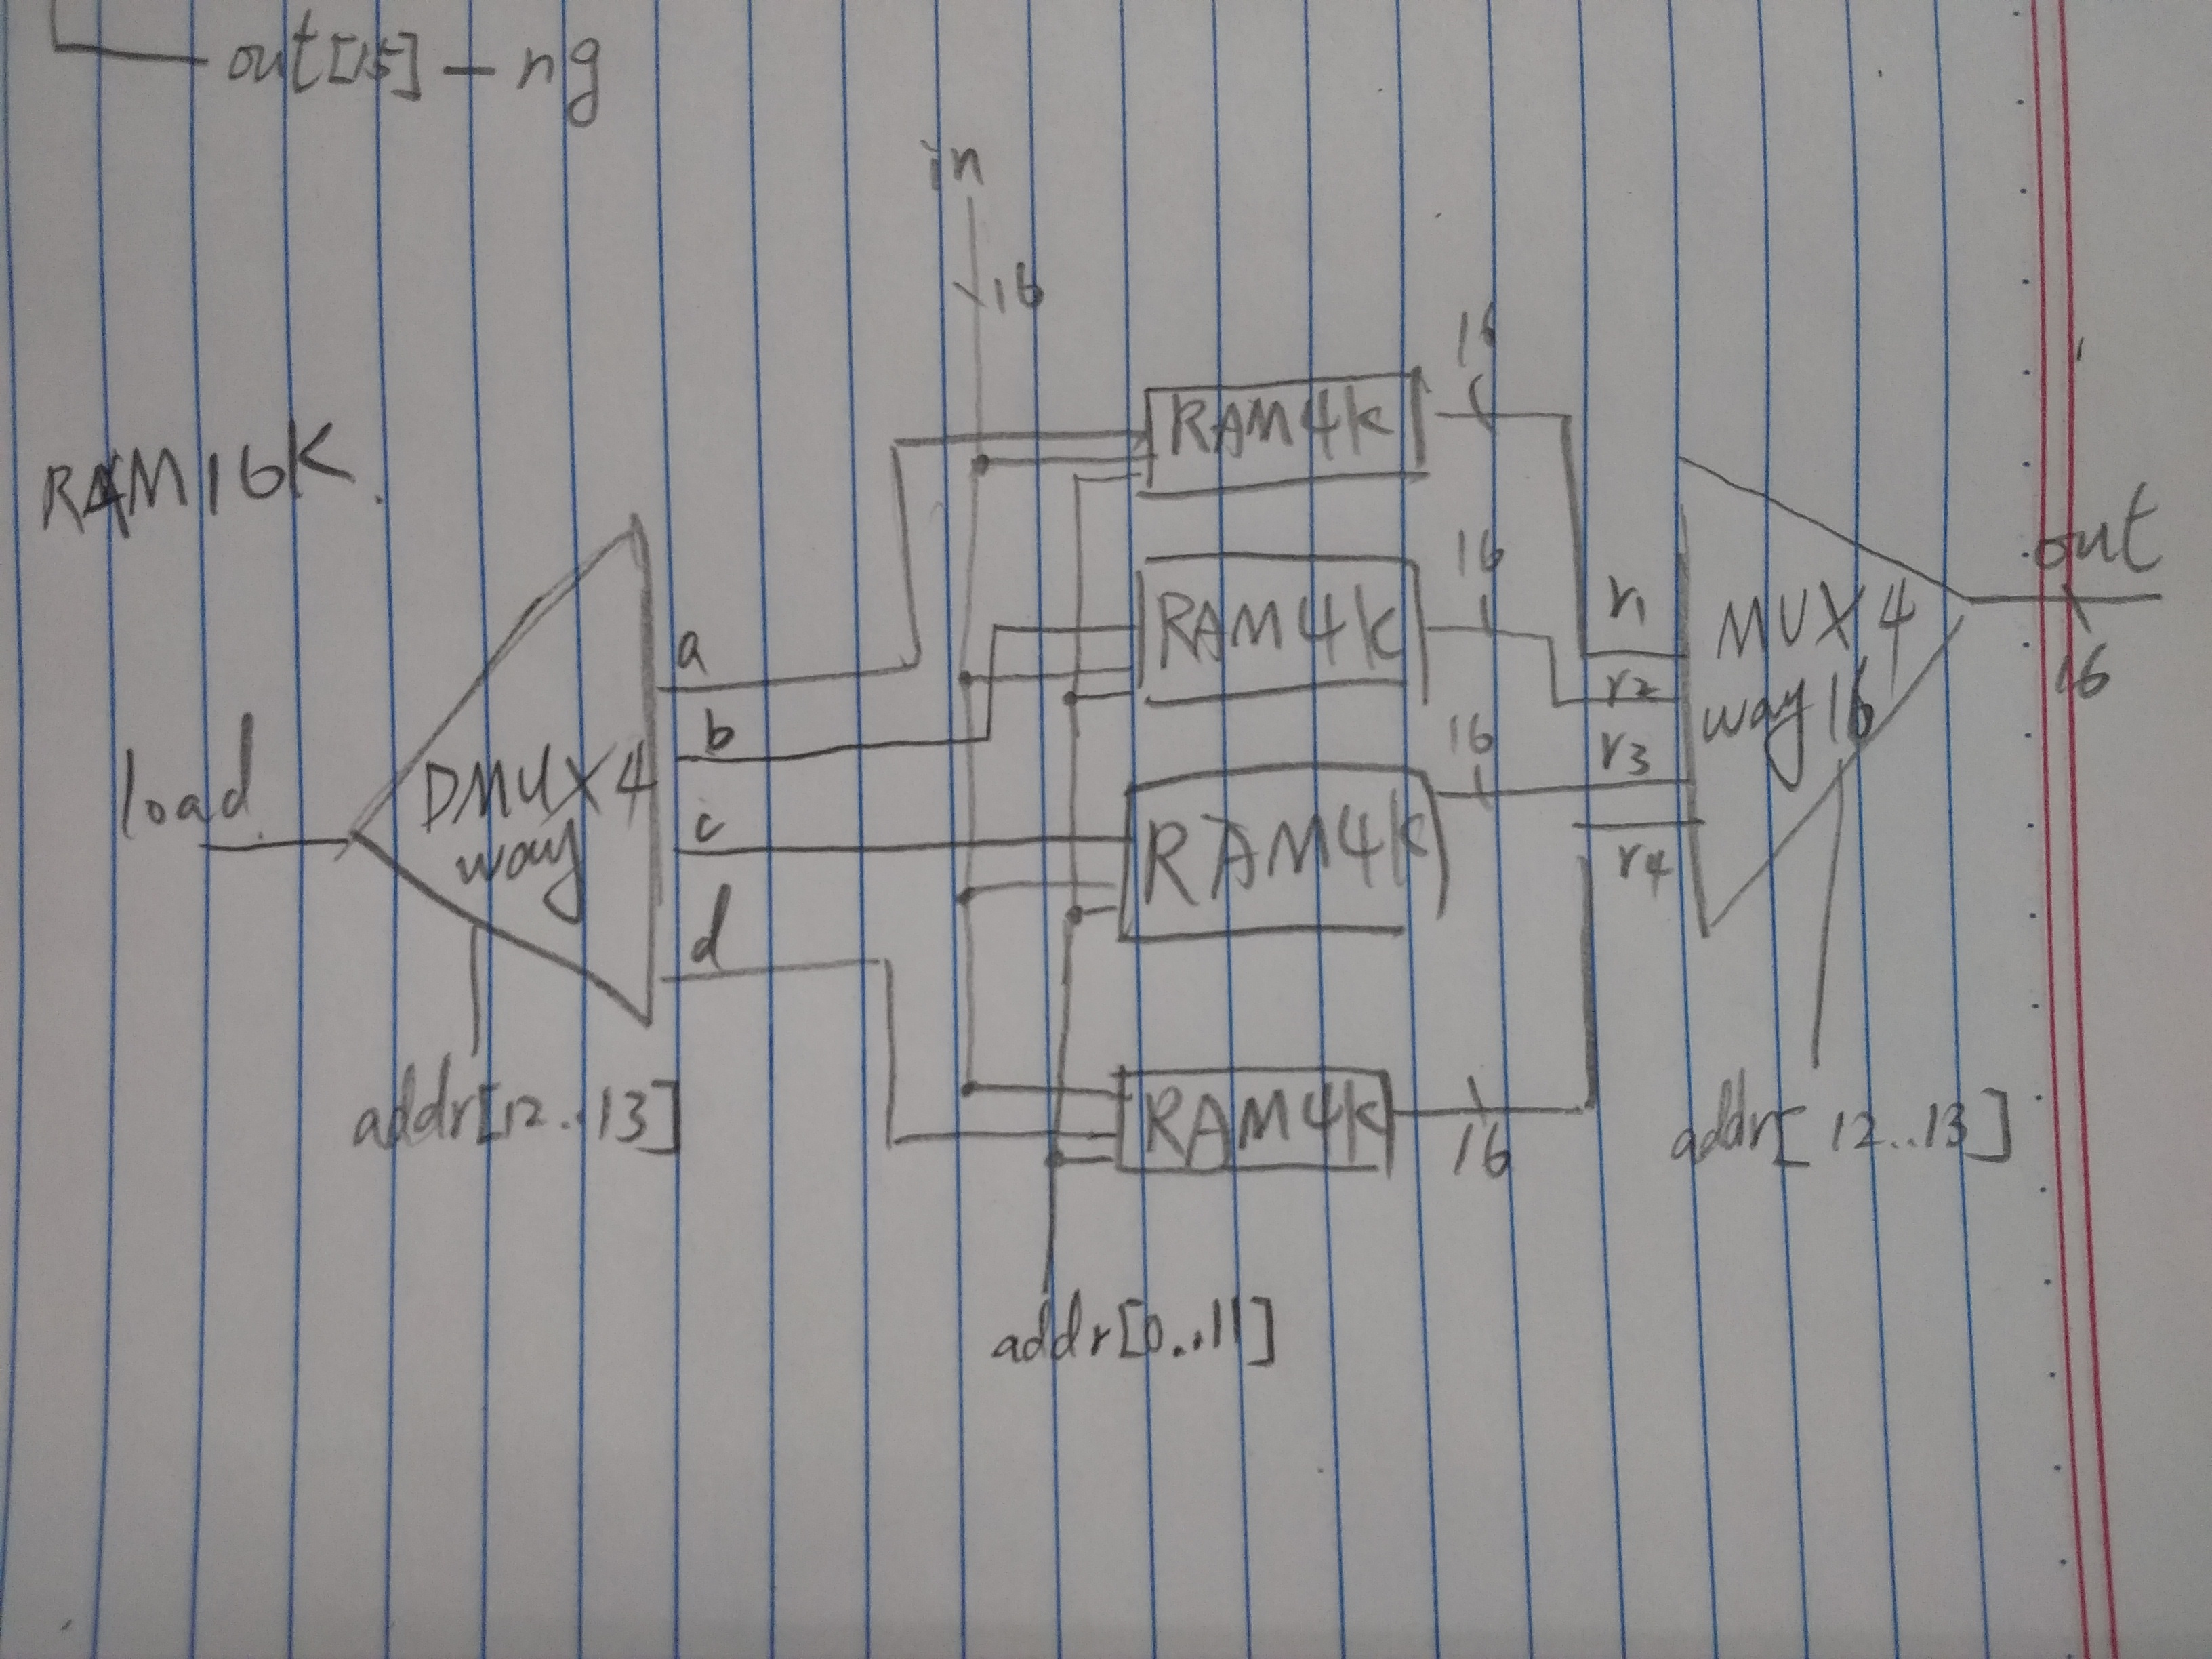 out[15] - ng
in
16
RAM16K.
load
DMUX4
way
addr[12..13]
a
b
c
d
RAM4K
16
RAM4K
16
RAM4K
16
RAM4K
16
addr[0..11]
r1
r2
r3
r4
MUX4
way16
addr[12..13]
out
16